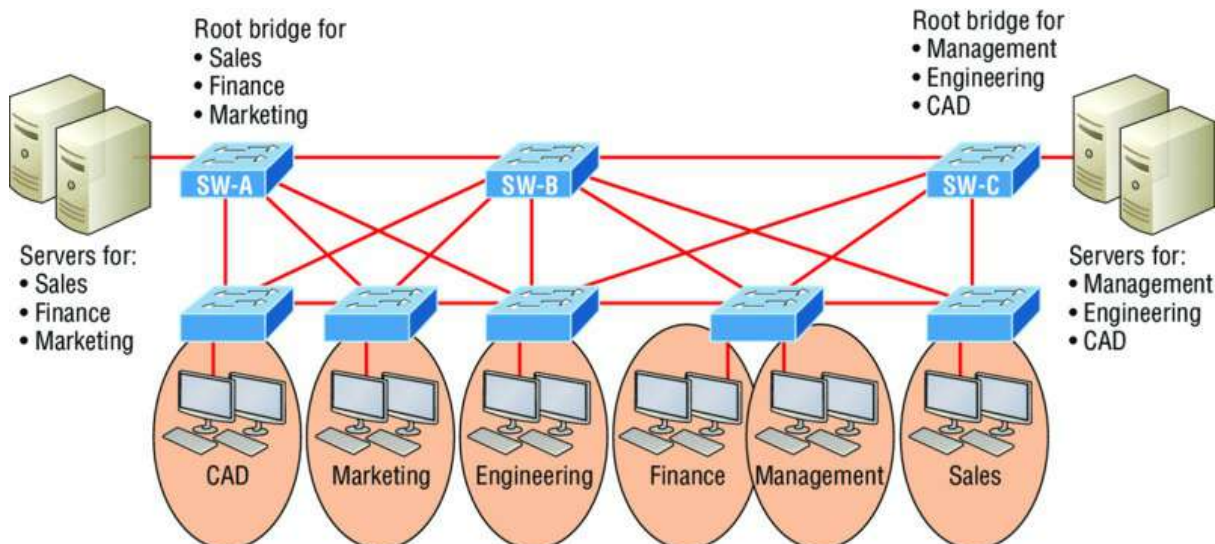 Root bridge for
• Sales
• Finance
• Marketing
Root bridge for
• Management
• Engineering
• CAD
SW-A
SW-B
SW-C
Servers for:
• Sales
• Finance
• Marketing
Servers for:
• Management
• Engineering
• CAD
CAD
Marketing
Engineering
Finance
Management
Sales